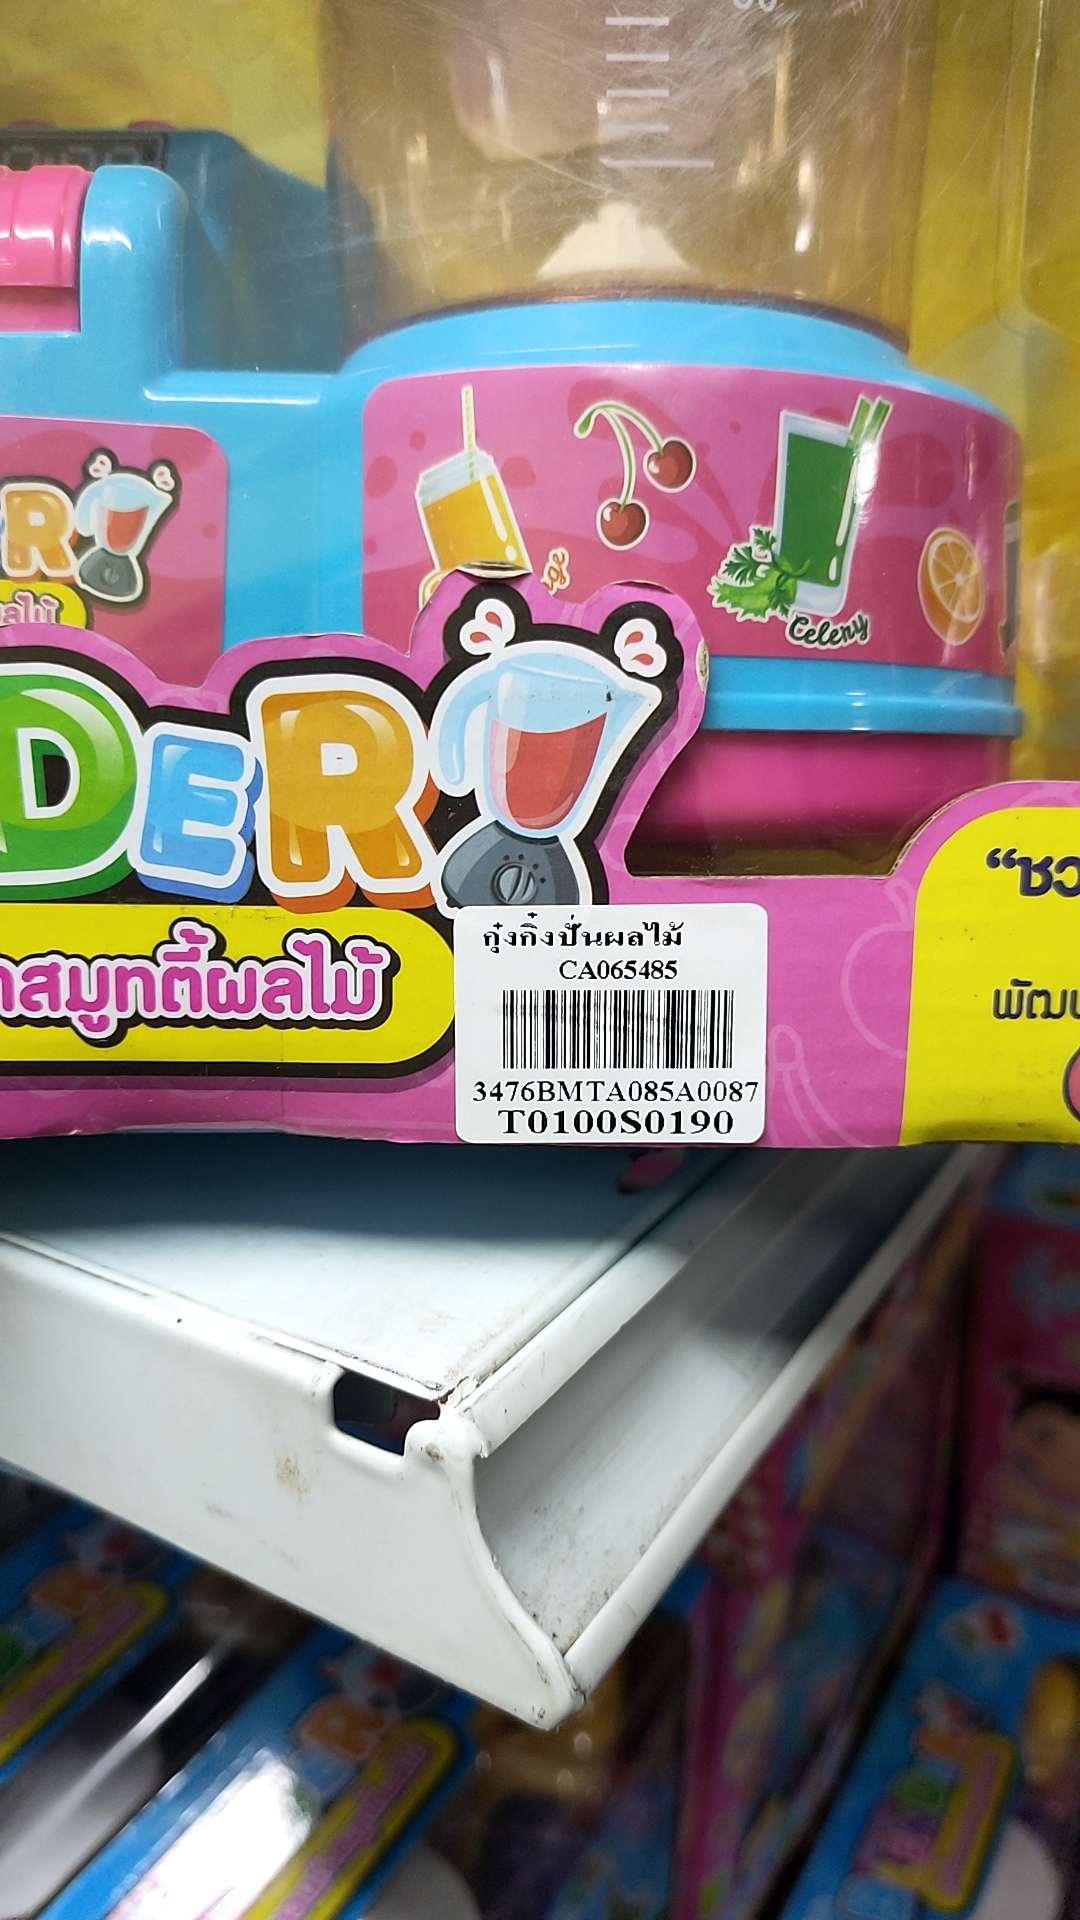 Celeny
DER
สมูทตี้ผลไม้
กุ๋งกิ๋งปั่นผลไม้
CA065485
3476BMTA085A0087
T0100S0190